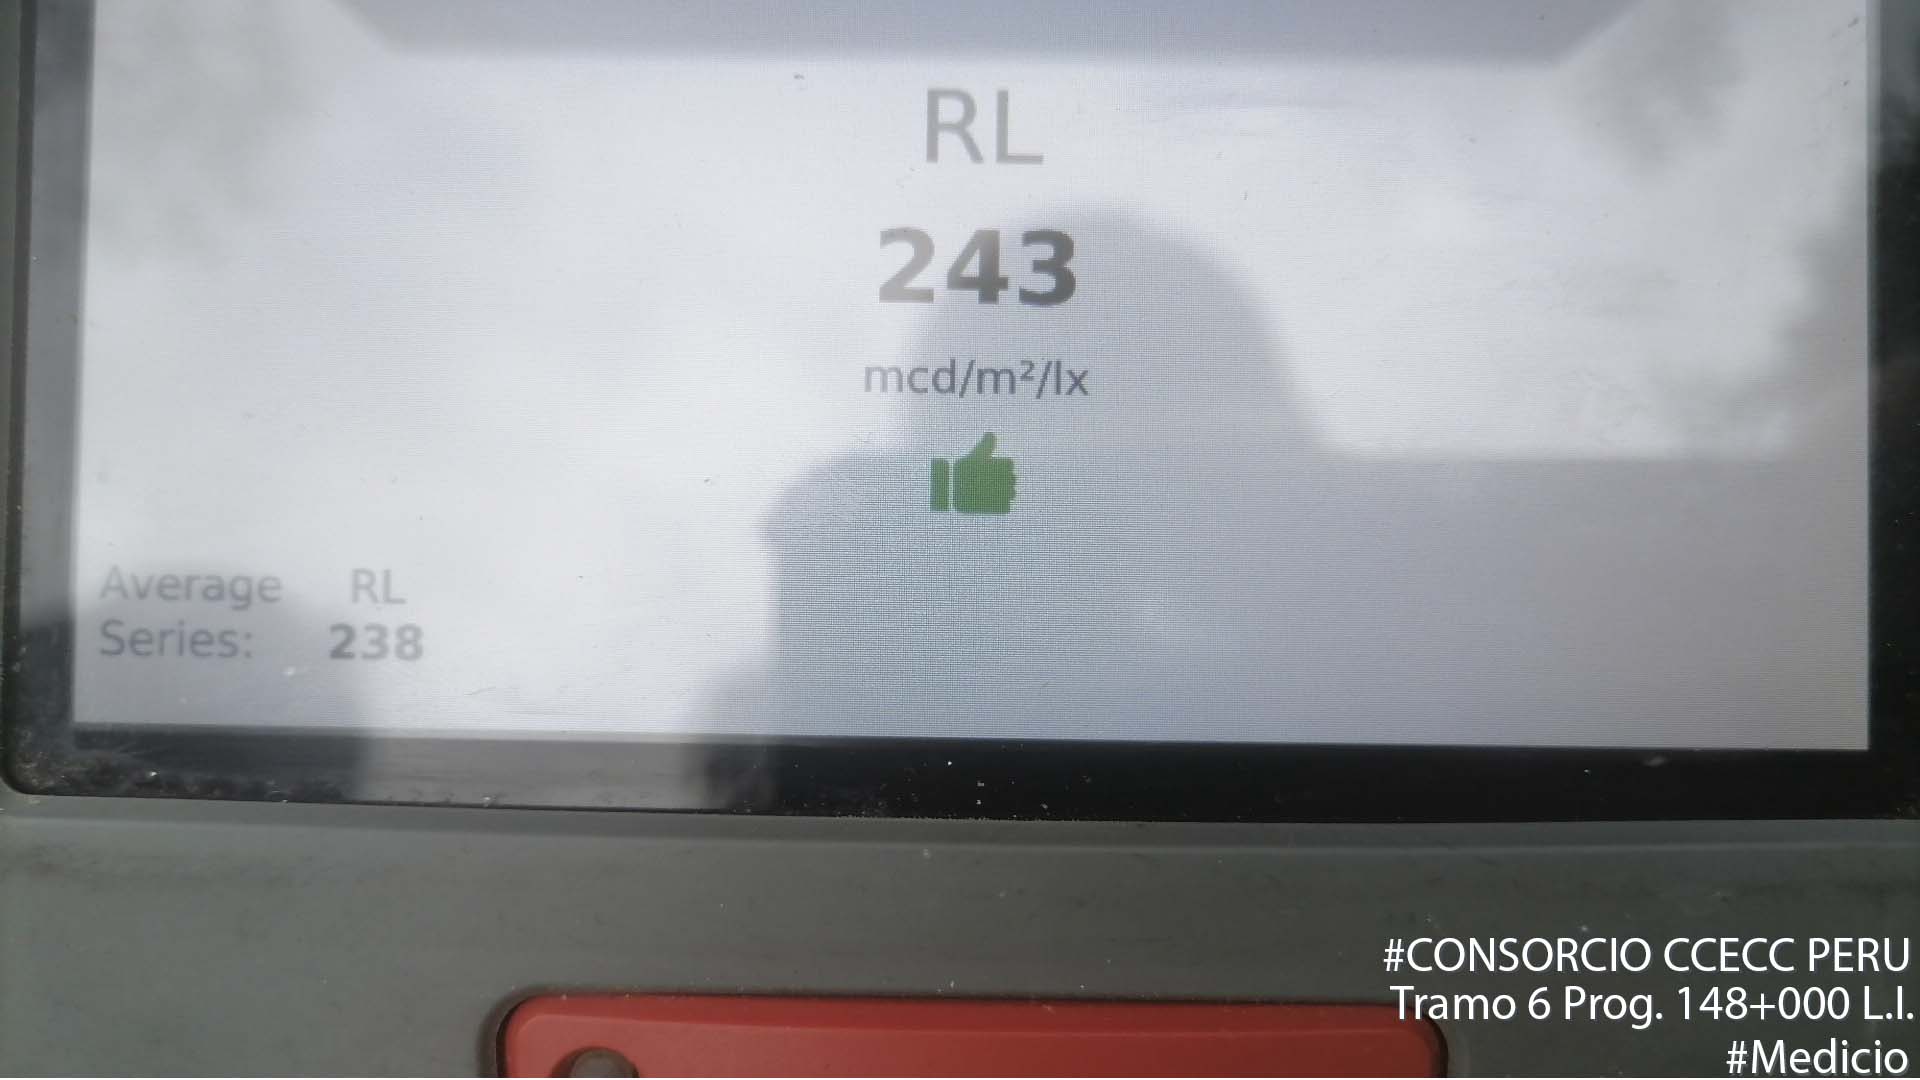 RL
243
mcd/m²/lx
Average RL
Series: 238
#CONSORCIO CCECC PERU
Tramo 6 Prog. 148+000 L.I.
#Medicio